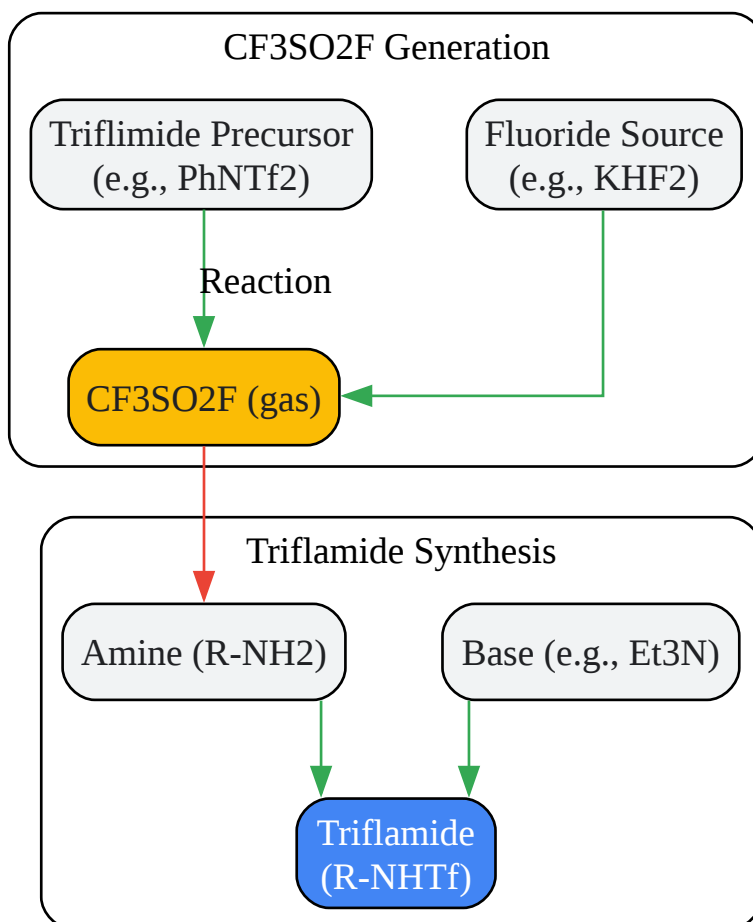 CF3SO2F Generation
Triflimide Precursor
(e.g., PhNTf2)
Fluoride Source
(e.g., KHF2)
Reaction
CF3SO2F (gas)
Triflamide Synthesis
Amine (R-NH2)
Base (e.g., Et3N)
Triflamide
(R-NHTf)